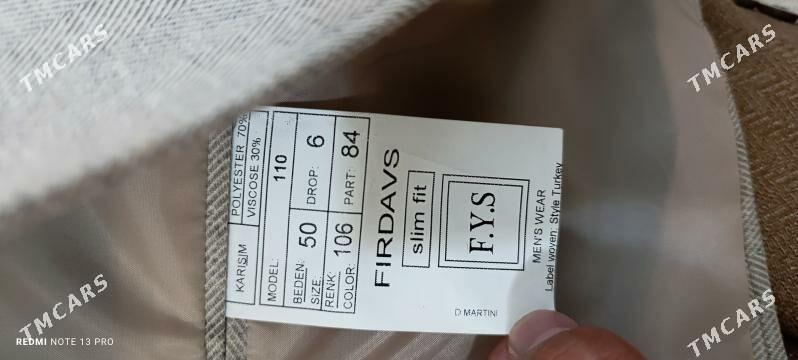 KARIŞIM POLYESTER 70%
VISCOSE 30%
MODEL: 110
BEDEN: 50 DROP: 6
SIZE:
RENK: 106 PART: 84
COLOR:
FIRDAVS
slim fit
F.Y.S
D MARTINI
MEN'S WEAR
Label woven: Style Turkey
TMCARS
TMCARS
TMCARS
TMCARS
REDMI NOTE 13 PRO